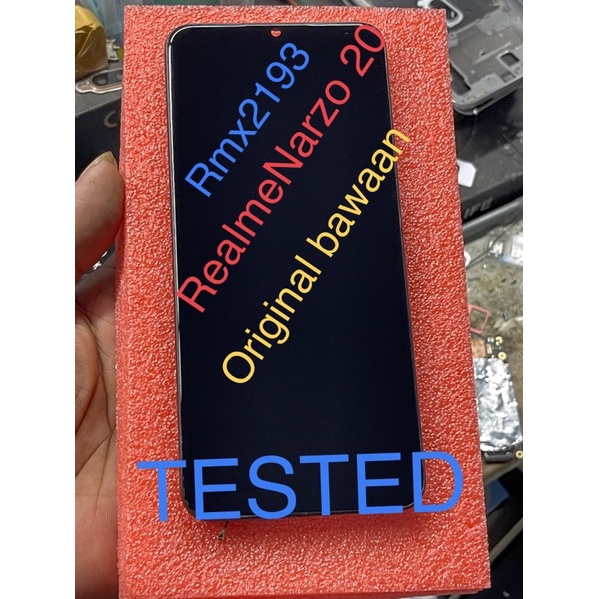 Rmx2193
RealmeNarzo 20
Original bawaan
TESTED